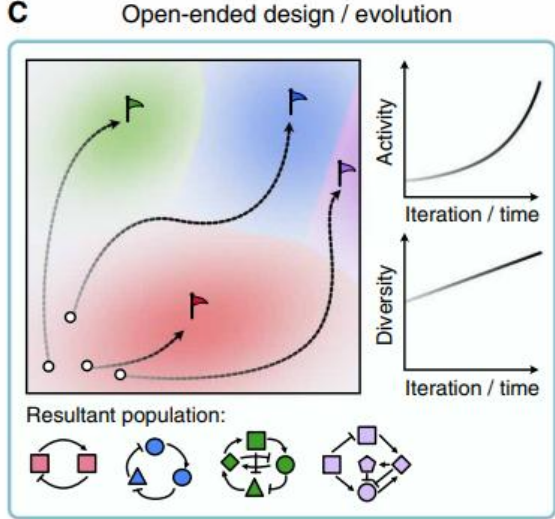 C Open-ended design / evolution
Activity
Iteration / time
Diversity
Iteration / time
Resultant population: